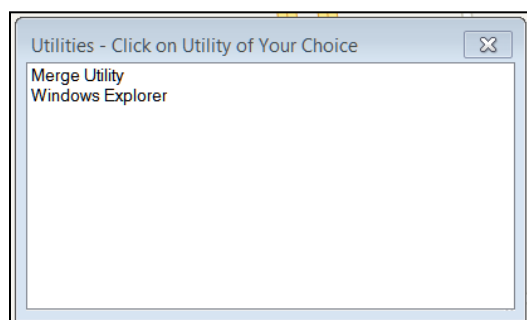 Utilities - Click on Utility of Your Choice
Merge Utility
Windows Explorer